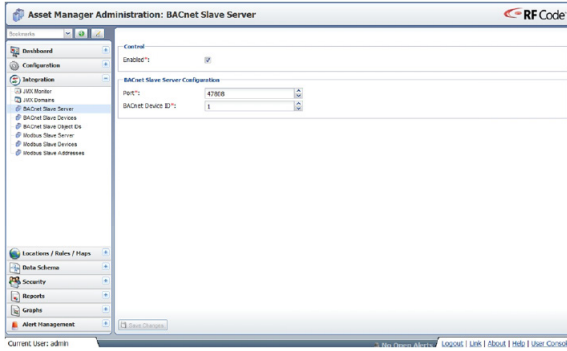 Asset Manager Administration: BACnet Slave Server
RF Code
Bookmarks
Dashboard
Configuration
Integration
JMX Monitor
JMX Domains
BACnet Slave Server
BACnet Slave Devices
BACnet Slave Object IDs
Modbus Slave Server
Modbus Slave Devices
Modbus Slave Addresses
Locations / Rules / Maps
Data Schema
Security
Reports
Graphs
Alert Management
Control
Enabled*:
BACnet Slave Server Configuration
Port*: 47808
BACnet Device ID*: 1
Save Changes
Current User: admin
No Open Alerts
Logout | Link | About | Help | User Consol